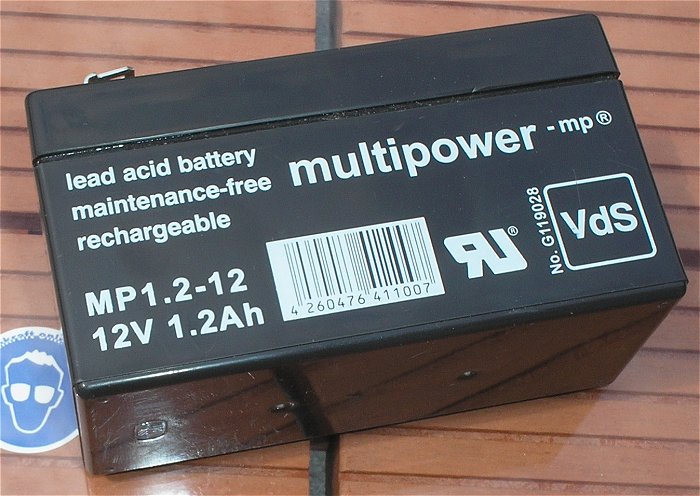 lead acid battery
maintenance-free
rechargeable
multipower -mp®
MP1.2-12
12V 1.2Ah
4 260476 411007
RU®
No. G119028
VdS